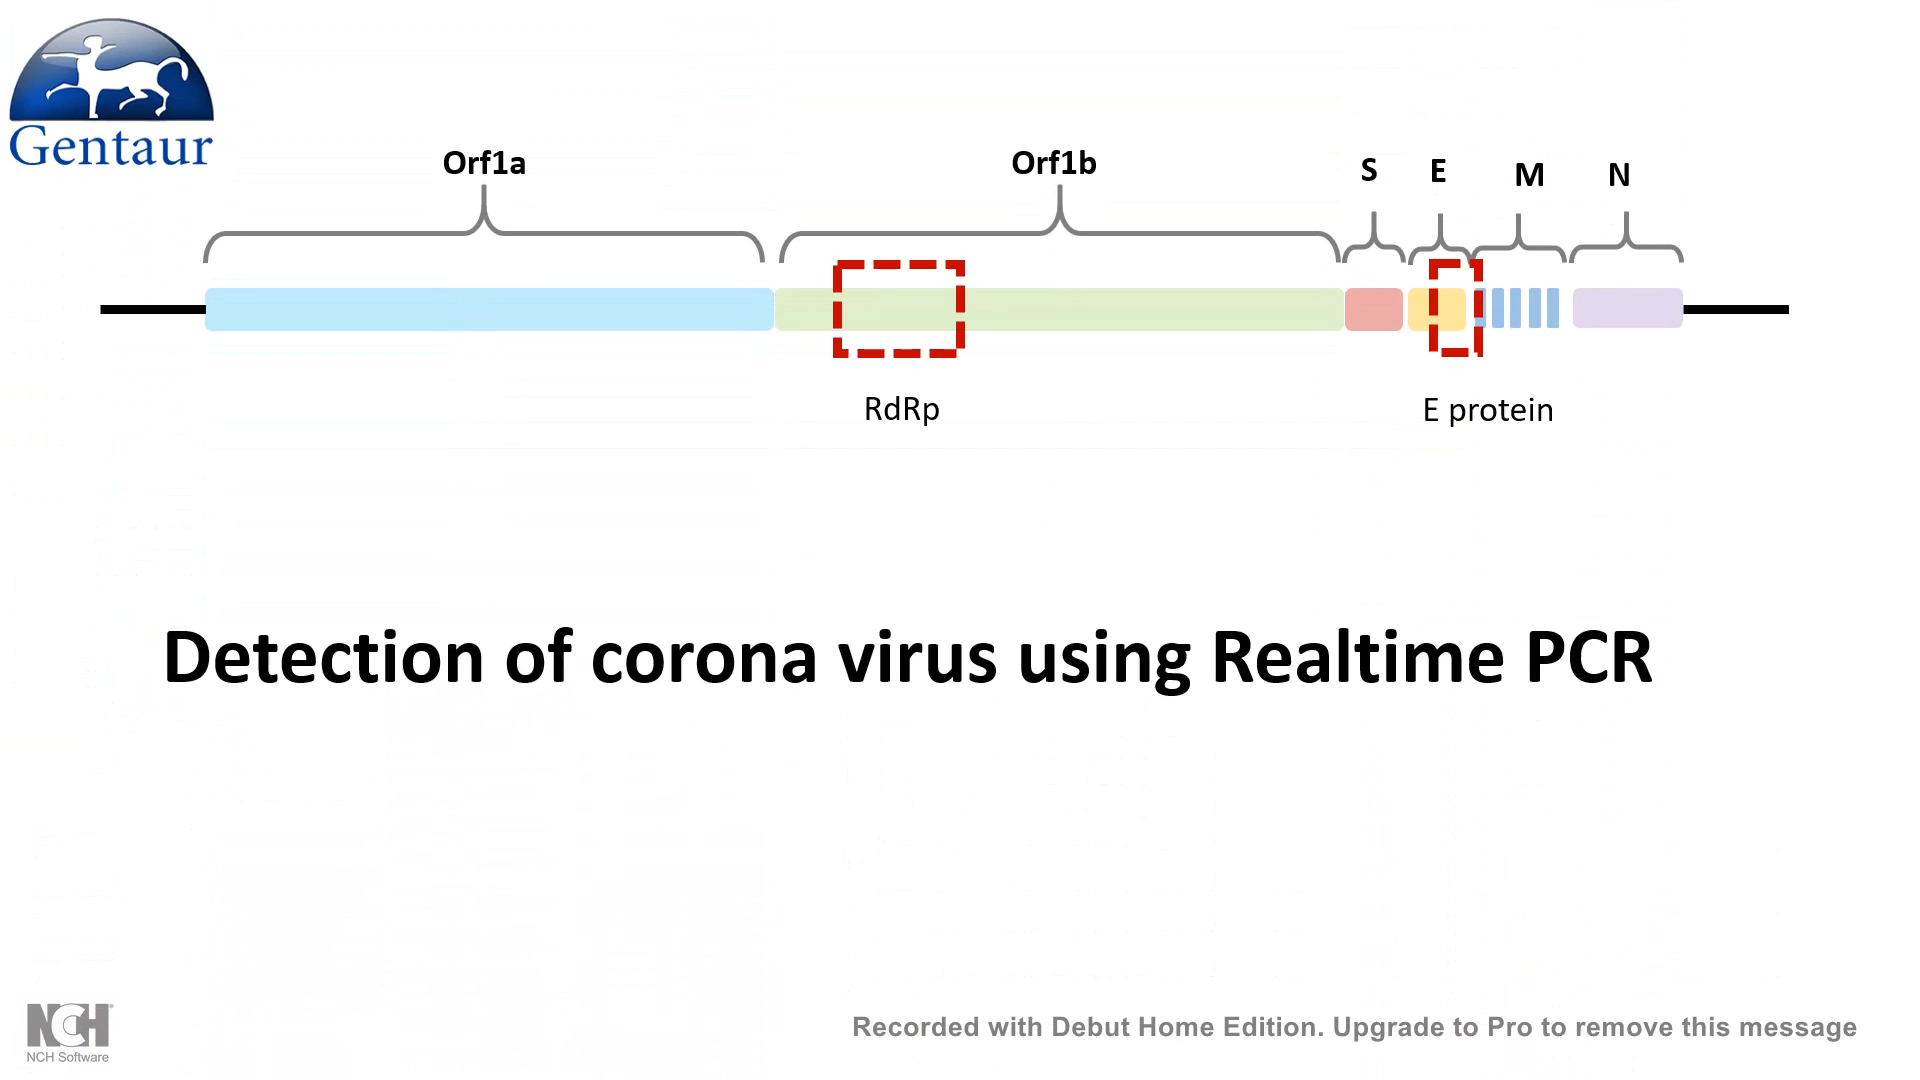 Gentaur
Orf1a
Orf1b
S
E
M
N
RdRp
E protein
Detection of corona virus using Realtime PCR
NCH
NCH Software
Recorded with Debut Home Edition. Upgrade to Pro to remove this message